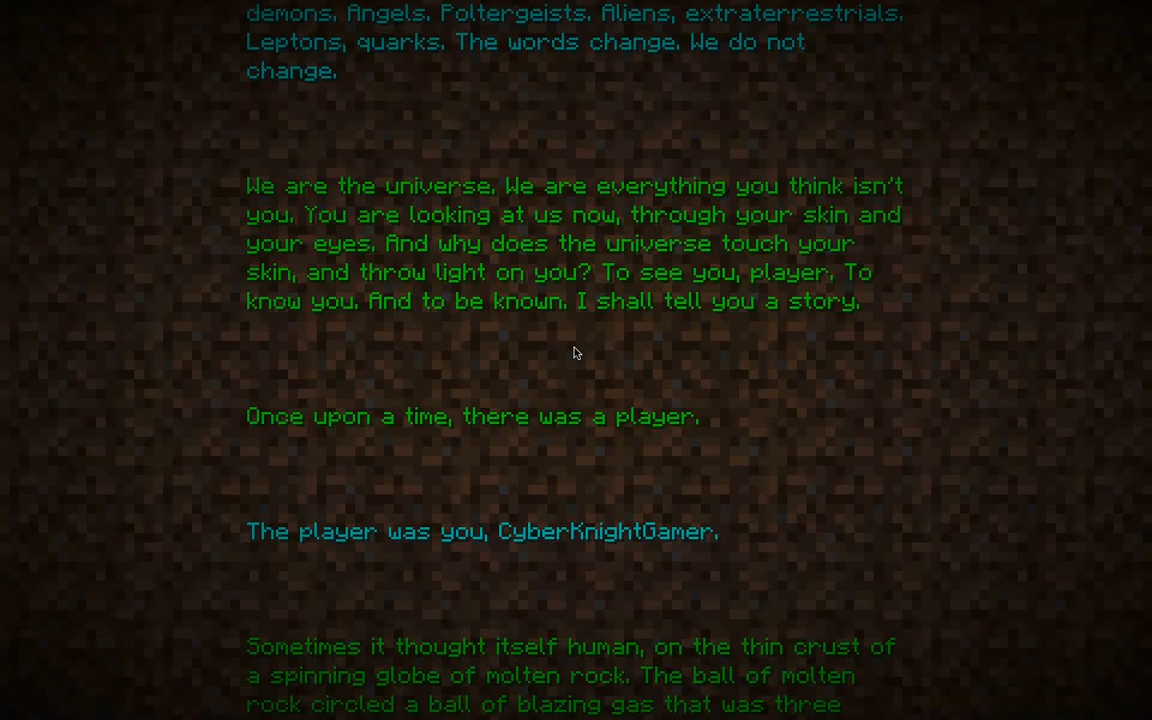 demons. Angels. Poltergeists. Aliens, extraterrestrials.
Leptons, quarks. The words change. We do not
change.
We are the universe. We are everything you think isn't
you. You are looking at us now, through your skin and
your eyes. And why does the universe touch your
skin, and throw light on you? To see you, player. To
know you. And to be known. I shall tell you a story.
Once upon a time, there was a player.
The player was you, CyberKnightGamer.
Sometimes it thought itself human, on the thin crust of
a spinning globe of molten rock. The ball of molten
rock circled a ball of blazing gas that was three